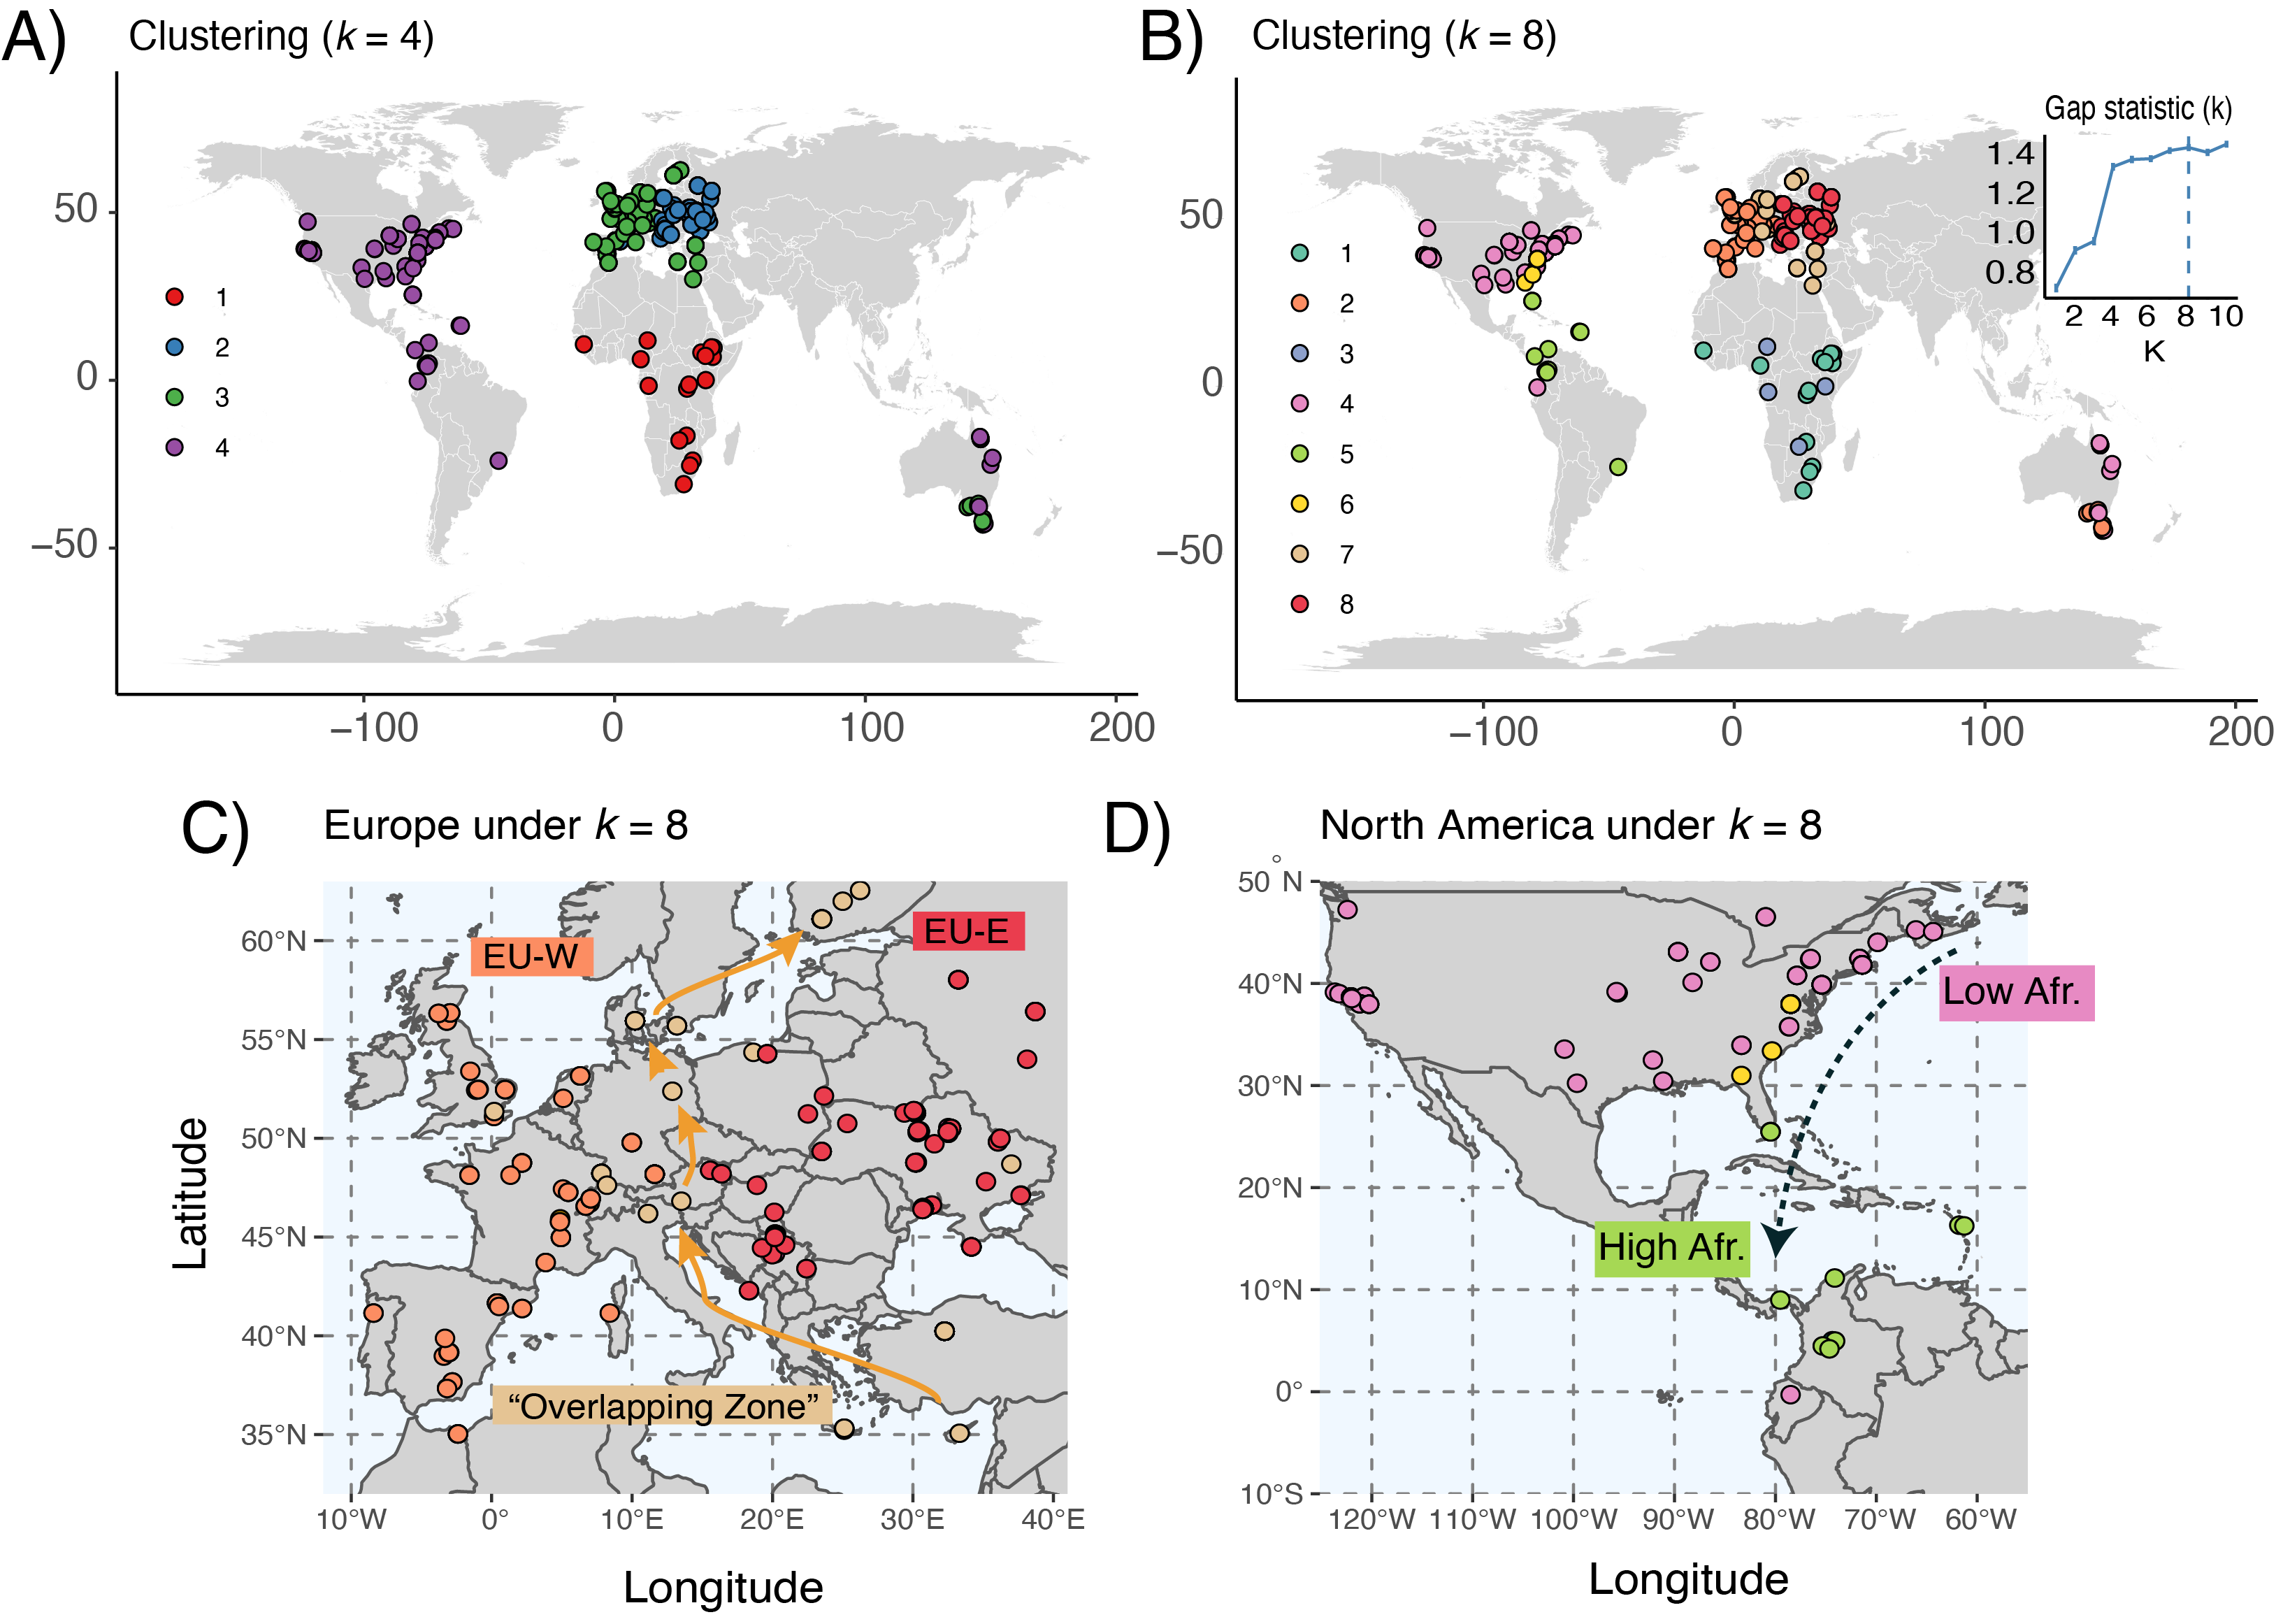 A)
Clustering (k = 4)
50
0
−50
1
2
3
4
−100
0
100
200
B)
Clustering (k = 8)
50
0
−50
1
2
3
4
5
6
7
8
−100
0
100
200
Gap statistic (k)
1.4
1.2
1.0
0.8
2 4 6 8 10
K
C)
Europe under k = 8
Latitude
60°N
55°N
50°N
45°N
40°N
35°N
EU-W
EU-E
“Overlapping Zone”
10°W 0° 10°E 20°E 30°E 40°E
Longitude
D)
North America under k = 8
50°N
40°N
30°N
20°N
10°N
0°
10°S
Low Afr.
High Afr.
120°W 110°W 100°W 90°W 80°W 70°W 60°W
Longitude